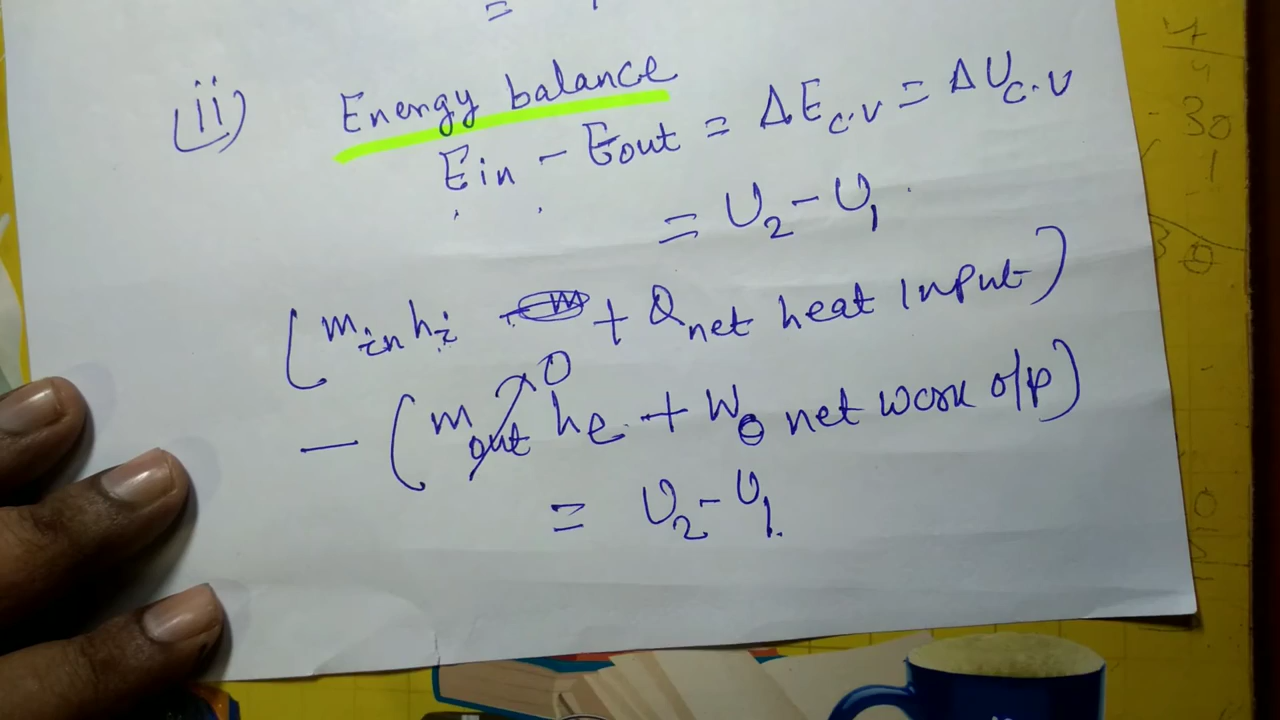 (ii) Energy balance
Ein - Eout = ΔEC.V = ΔUC.V
= U2 - U1
(min hi + Qnet heat input)
- (mout he + W net work o/p) 0
= U2 - U1.